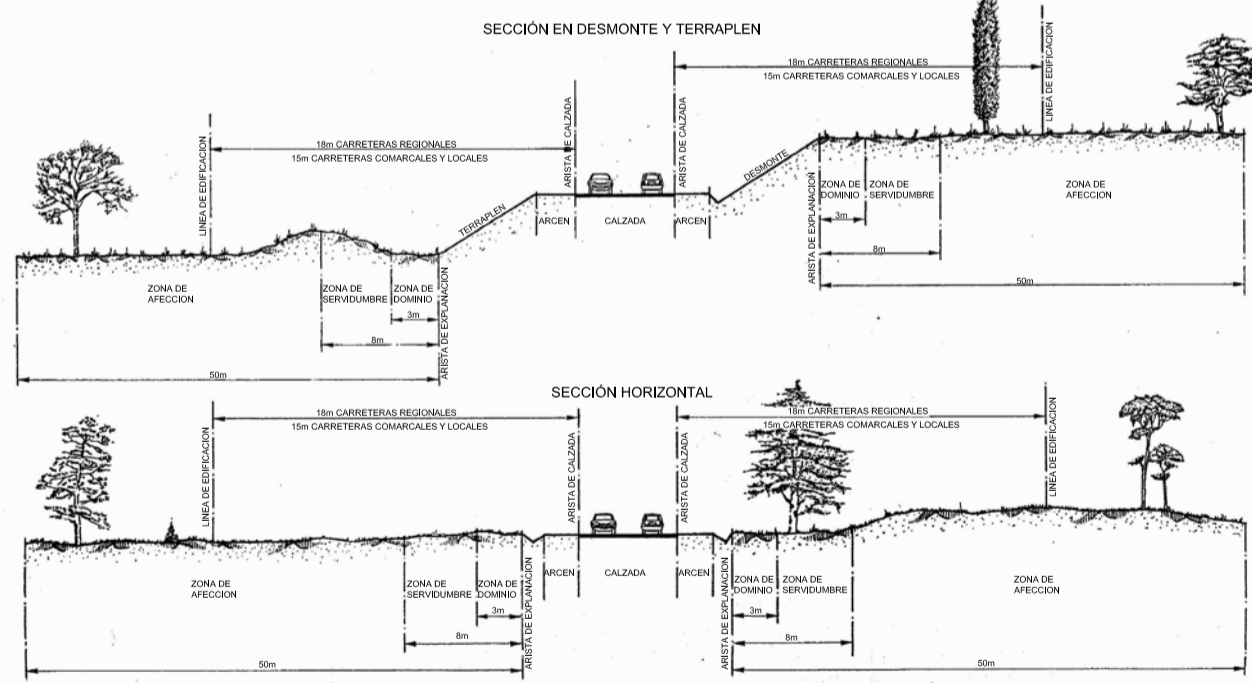 SECCIÓN EN DESMONTE Y TERRAPLEN
18m CARRETERAS REGIONALES
15m CARRETERAS COMARCALES Y LOCALES
LINEA DE EDIFICACION
ARISTA DE CALZADA
18m CARRETERAS REGIONALES
15m CARRETERAS COMARCALES Y LOCALES
ARISTA DE CALZADA
LINEA DE EDIFICACION
TERRAPLEN
ARCEN
CALZADA
ARCEN
DESMONTE
ZONA DE
AFECCION
ZONA DE
SERVIDUMBRE
ZONA DE
DOMINIO
3m
8m
50m
ARISTA DE EXPLANACION
ARISTA DE EXPLANACION
ZONA DE
DOMINIO
ZONA DE
SERVIDUMBRE
ZONA DE
AFECCION
3m
8m
50m
SECCIÓN HORIZONTAL
18m CARRETERAS REGIONALES
15m CARRETERAS COMARCALES Y LOCALES
LINEA DE EDIFICACION
ARISTA DE CALZADA
18m CARRETERAS REGIONALES
15m CARRETERAS COMARCALES Y LOCALES
ARISTA DE CALZADA
LINEA DE EDIFICACION
ZONA DE
AFECCION
ZONA DE
SERVIDUMBRE
ZONA DE
DOMINIO
3m
8m
50m
ARISTA DE EXPLANACION
ARCEN
CALZADA
ARCEN
ARISTA DE EXPLANACION
ZONA DE
DOMINIO
ZONA DE
SERVIDUMBRE
ZONA DE
AFECCION
3m
8m
50m